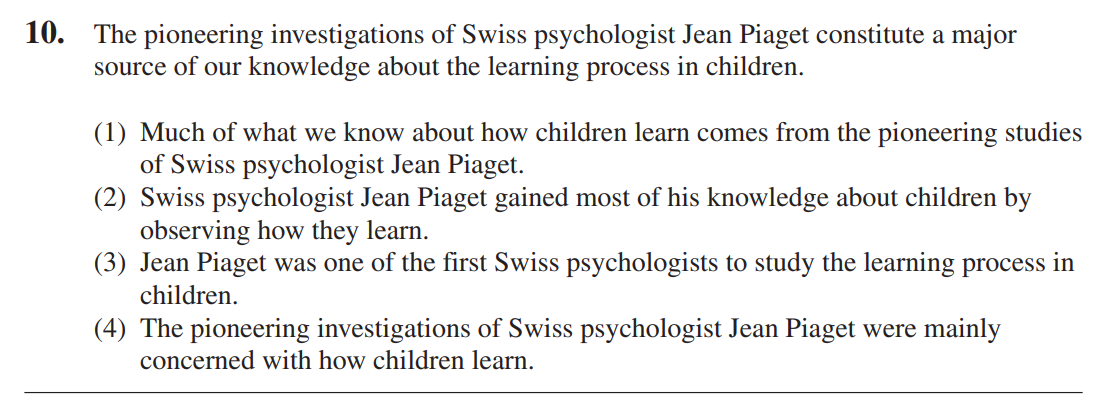 10. The pioneering investigations of Swiss psychologist Jean Piaget constitute a major
source of our knowledge about the learning process in children.
(1) Much of what we know about how children learn comes from the pioneering studies
of Swiss psychologist Jean Piaget.
(2) Swiss psychologist Jean Piaget gained most of his knowledge about children by
observing how they learn.
(3) Jean Piaget was one of the first Swiss psychologists to study the learning process in
children.
(4) The pioneering investigations of Swiss psychologist Jean Piaget were mainly
concerned with how children learn.